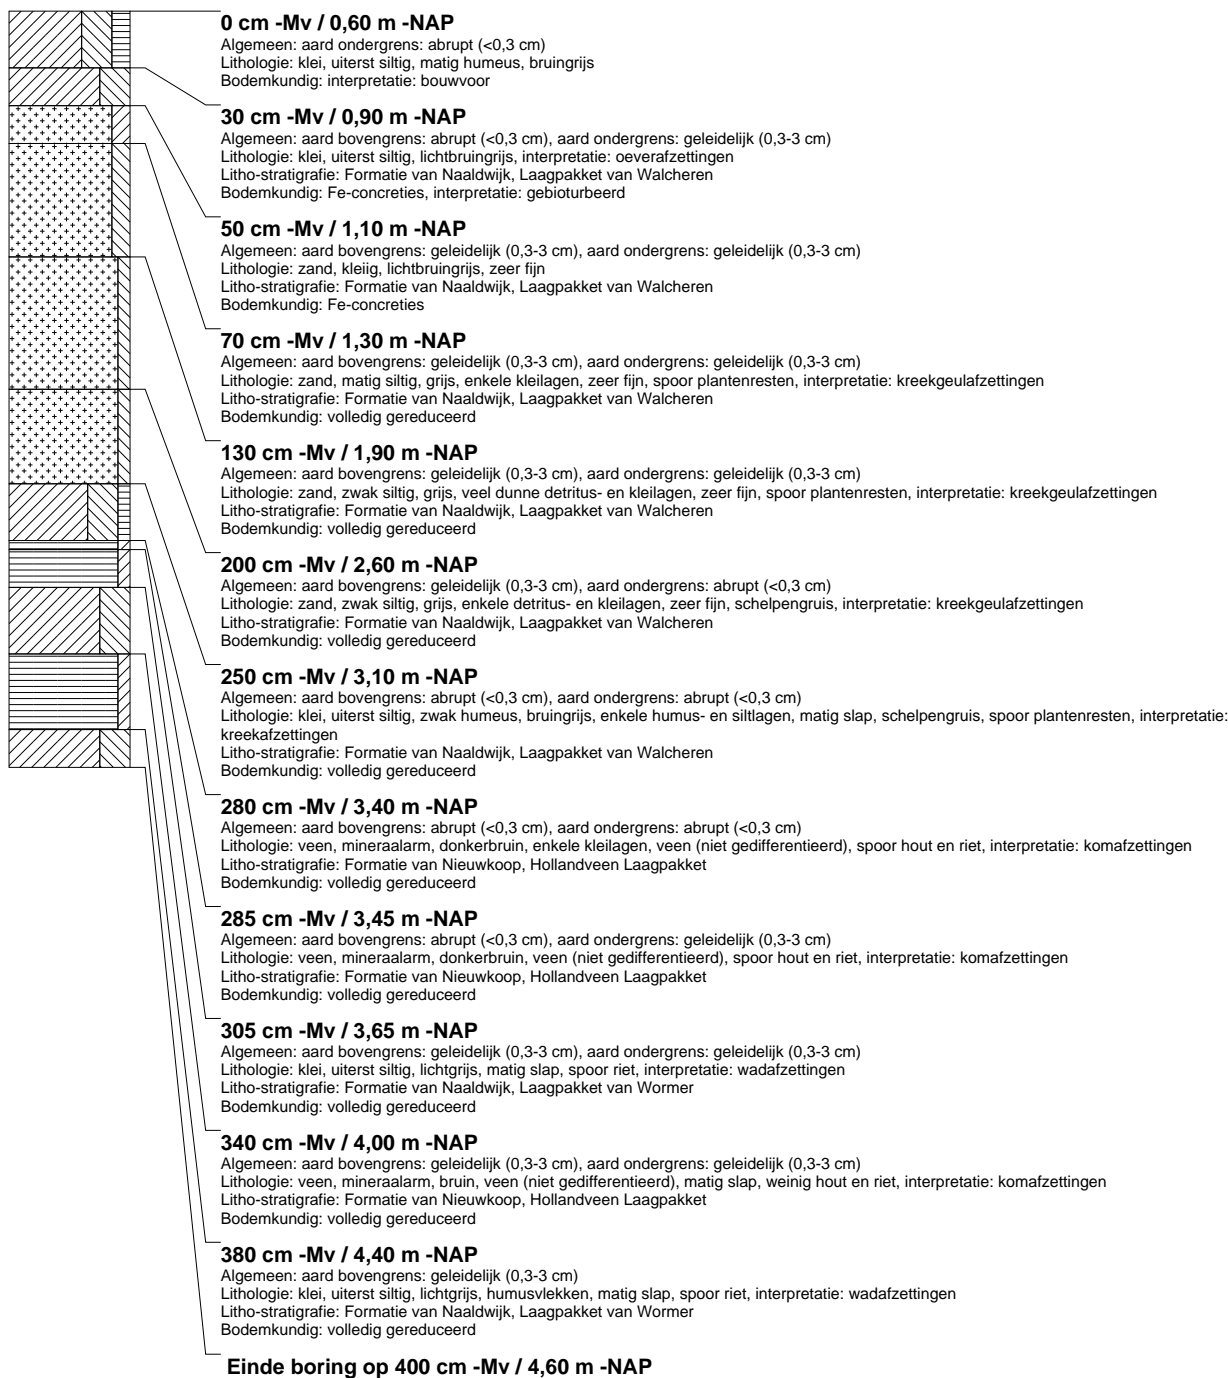 0 cm -Mv / 0,60 m -NAP
Algemeen: aard ondergrens: abrupt (<0,3 cm)
Lithologie: klei, uiterst siltig, matig humeus, bruingrijs
Bodemkundig: interpretatie: bouwvoor
30 cm -Mv / 0,90 m -NAP
Algemeen: aard bovengrens: abrupt (<0,3 cm), aard ondergrens: geleidelijk (0,3-3 cm)
Lithologie: klei, uiterst siltig, lichtbruingrijs, interpretatie: oeverafzettingen
Litho-stratigrafie: Formatie van Naaldwijk, Laagpakket van Walcheren
Bodemkundig: Fe-concreties, interpretatie: gebioturbeerd
50 cm -Mv / 1,10 m -NAP
Algemeen: aard bovengrens: geleidelijk (0,3-3 cm), aard ondergrens: geleidelijk (0,3-3 cm)
Lithologie: zand, kleiig, lichtbruingrijs, zeer fijn
Litho-stratigrafie: Formatie van Naaldwijk, Laagpakket van Walcheren
Bodemkundig: Fe-concreties
70 cm -Mv / 1,30 m -NAP
Algemeen: aard bovengrens: geleidelijk (0,3-3 cm), aard ondergrens: geleidelijk (0,3-3 cm)
Lithologie: zand, matig siltig, grijs, enkele kleilagen, zeer fijn, spoor plantenresten, interpretatie: kreekgeulafzettingen
Litho-stratigrafie: Formatie van Naaldwijk, Laagpakket van Walcheren
Bodemkundig: volledig gereduceerd
130 cm -Mv / 1,90 m -NAP
Algemeen: aard bovengrens: geleidelijk (0,3-3 cm), aard ondergrens: geleidelijk (0,3-3 cm)
Lithologie: zand, zwak siltig, grijs, veel dunne detritus- en kleilagen, zeer fijn, spoor plantenresten, interpretatie: kreekgeulafzettingen
Litho-stratigrafie: Formatie van Naaldwijk, Laagpakket van Walcheren
Bodemkundig: volledig gereduceerd
200 cm -Mv / 2,60 m -NAP
Algemeen: aard bovengrens: geleidelijk (0,3-3 cm), aard ondergrens: abrupt (<0,3 cm)
Lithologie: zand, zwak siltig, grijs, enkele detritus- en kleilagen, zeer fijn, schelpengruis, interpretatie: kreekgeulafzettingen
Litho-stratigrafie: Formatie van Naaldwijk, Laagpakket van Walcheren
Bodemkundig: volledig gereduceerd
250 cm -Mv / 3,10 m -NAP
Algemeen: aard bovengrens: abrupt (<0,3 cm), aard ondergrens: abrupt (<0,3 cm)
Lithologie: klei, uiterst siltig, zwak humeus, bruingrijs, enkele humus- en siltlagen, matig slap, schelpengruis, spoor plantenresten, interpretatie:
kreekafzettingen
Litho-stratigrafie: Formatie van Naaldwijk, Laagpakket van Walcheren
Bodemkundig: volledig gereduceerd
280 cm -Mv / 3,40 m -NAP
Algemeen: aard bovengrens: abrupt (<0,3 cm), aard ondergrens: abrupt (<0,3 cm)
Lithologie: veen, mineraalarm, donkerbruin, enkele kleilagen, veen (niet gedifferentieerd), spoor hout en riet, interpretatie: komafzettingen
Litho-stratigrafie: Formatie van Nieuwkoop, Hollandveen Laagpakket
Bodemkundig: volledig gereduceerd
285 cm -Mv / 3,45 m -NAP
Algemeen: aard bovengrens: abrupt (<0,3 cm), aard ondergrens: geleidelijk (0,3-3 cm)
Lithologie: veen, mineraalarm, donkerbruin, veen (niet gedifferentieerd), spoor hout en riet, interpretatie: komafzettingen
Litho-stratigrafie: Formatie van Nieuwkoop, Hollandveen Laagpakket
Bodemkundig: volledig gereduceerd
305 cm -Mv / 3,65 m -NAP
Algemeen: aard bovengrens: geleidelijk (0,3-3 cm), aard ondergrens: geleidelijk (0,3-3 cm)
Lithologie: klei, uiterst siltig, lichtgrijs, matig slap, spoor riet, interpretatie: wadafzettingen
Litho-stratigrafie: Formatie van Naaldwijk, Laagpakket van Wormer
Bodemkundig: volledig gereduceerd
340 cm -Mv / 4,00 m -NAP
Algemeen: aard bovengrens: geleidelijk (0,3-3 cm), aard ondergrens: geleidelijk (0,3-3 cm)
Lithologie: veen, mineraalarm, bruin, veen (niet gedifferentieerd), matig slap, weinig hout en riet, interpretatie: komafzettingen
Litho-stratigrafie: Formatie van Nieuwkoop, Hollandveen Laagpakket
Bodemkundig: volledig gereduceerd
380 cm -Mv / 4,40 m -NAP
Algemeen: aard bovengrens: geleidelijk (0,3-3 cm)
Lithologie: klei, uiterst siltig, lichtgrijs, humusvlekken, matig slap, spoor riet, interpretatie: wadafzettingen
Litho-stratigrafie: Formatie van Naaldwijk, Laagpakket van Wormer
Bodemkundig: volledig gereduceerd
Einde boring op 400 cm -Mv / 4,60 m -NAP